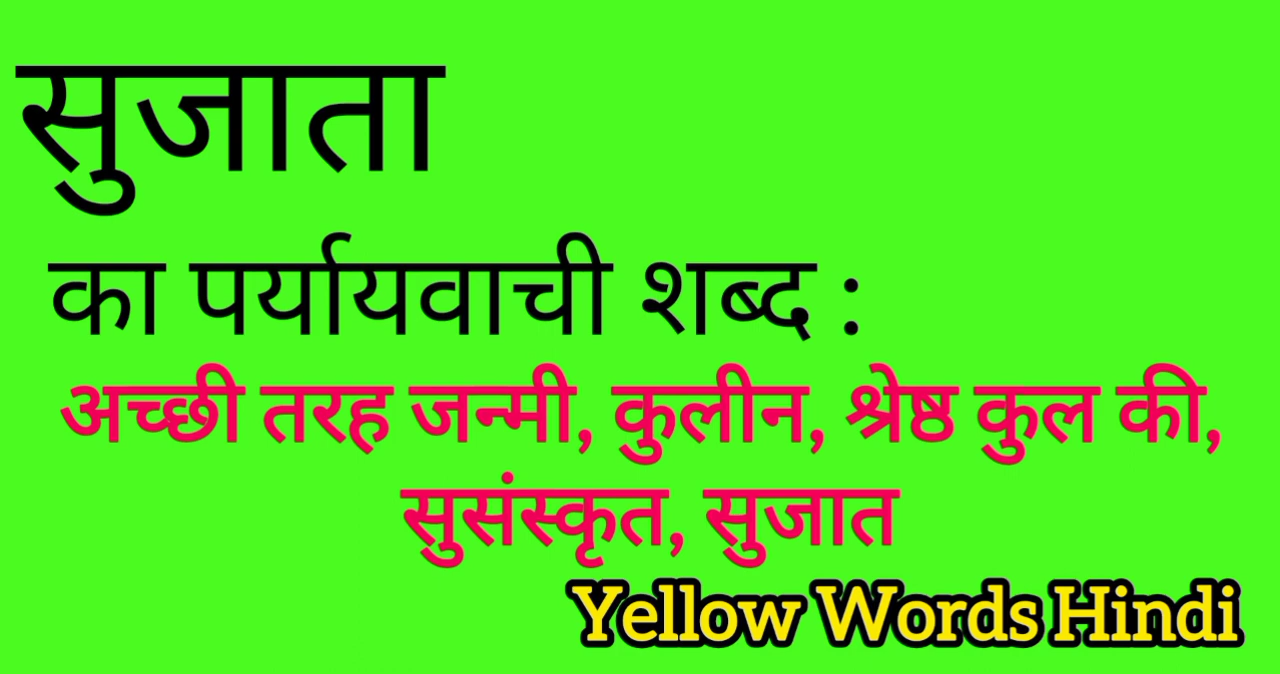 सुजाता
का पर्यायवाची शब्द :
अच्छी तरह जन्मी, कुलीन, श्रेष्ठ कुल की,
सुसंस्कृत, सुजात
Yellow Words Hindi